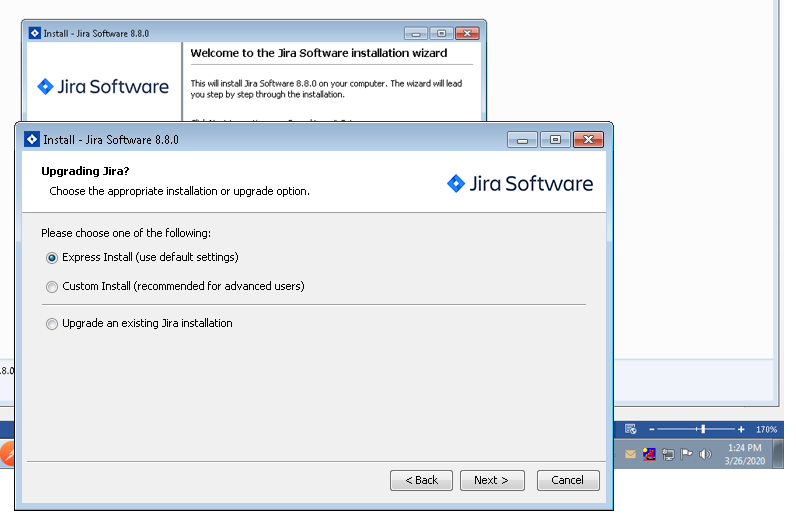 Install - Jira Software 8.8.0
Welcome to the Jira Software installation wizard
Jira Software
This will install Jira Software 8.8.0 on your computer. The wizard will lead
you step by step through the installation.
Install - Jira Software 8.8.0
Upgrading Jira?
Choose the appropriate installation or upgrade option.
Jira Software
Please choose one of the following:
Express Install (use default settings)
Custom Install (recommended for advanced users)
Upgrade an existing Jira installation
.8.0
170%
1:24 PM
3/26/2020
< Back
Next >
Cancel